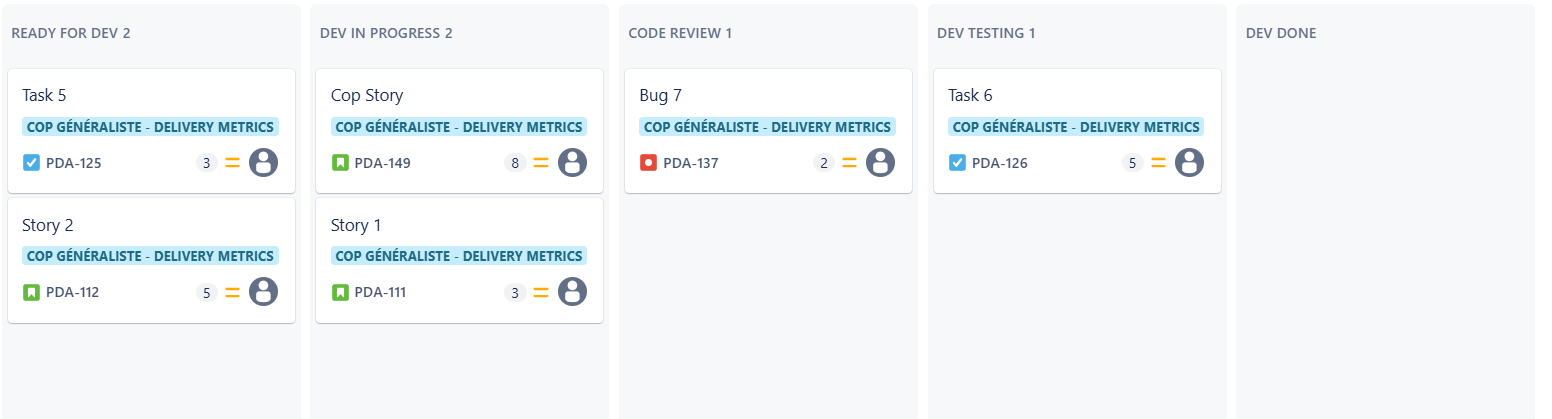 READY FOR DEV 2
Task 5
COP GÉNÉRALISTE - DELIVERY METRICS
PDA-125 3
Story 2
COP GÉNÉRALISTE - DELIVERY METRICS
PDA-112 5
DEV IN PROGRESS 2
Cop Story
COP GÉNÉRALISTE - DELIVERY METRICS
PDA-149 8
Story 1
COP GÉNÉRALISTE - DELIVERY METRICS
PDA-111 3
CODE REVIEW 1
Bug 7
COP GÉNÉRALISTE - DELIVERY METRICS
PDA-137 2
DEV TESTING 1
Task 6
COP GÉNÉRALISTE - DELIVERY METRICS
PDA-126 5
DEV DONE